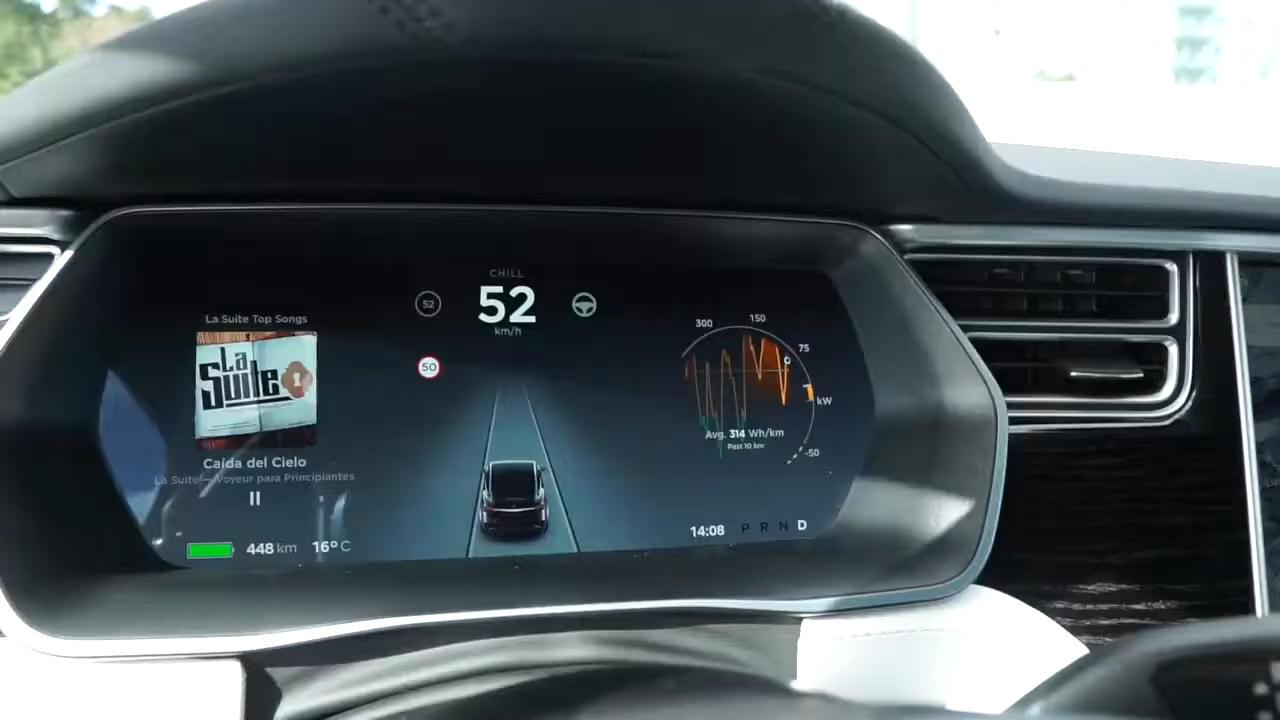 CHILL
52
52
km/h
50
La Suite Top Songs
La Suite
Caída del Cielo
La Suite — Voyeur para Principiantes
448 km
16° C
300
150
75
kW
-50
Avg. 314 Wh/km
Past 10 km
14:08
P R N D